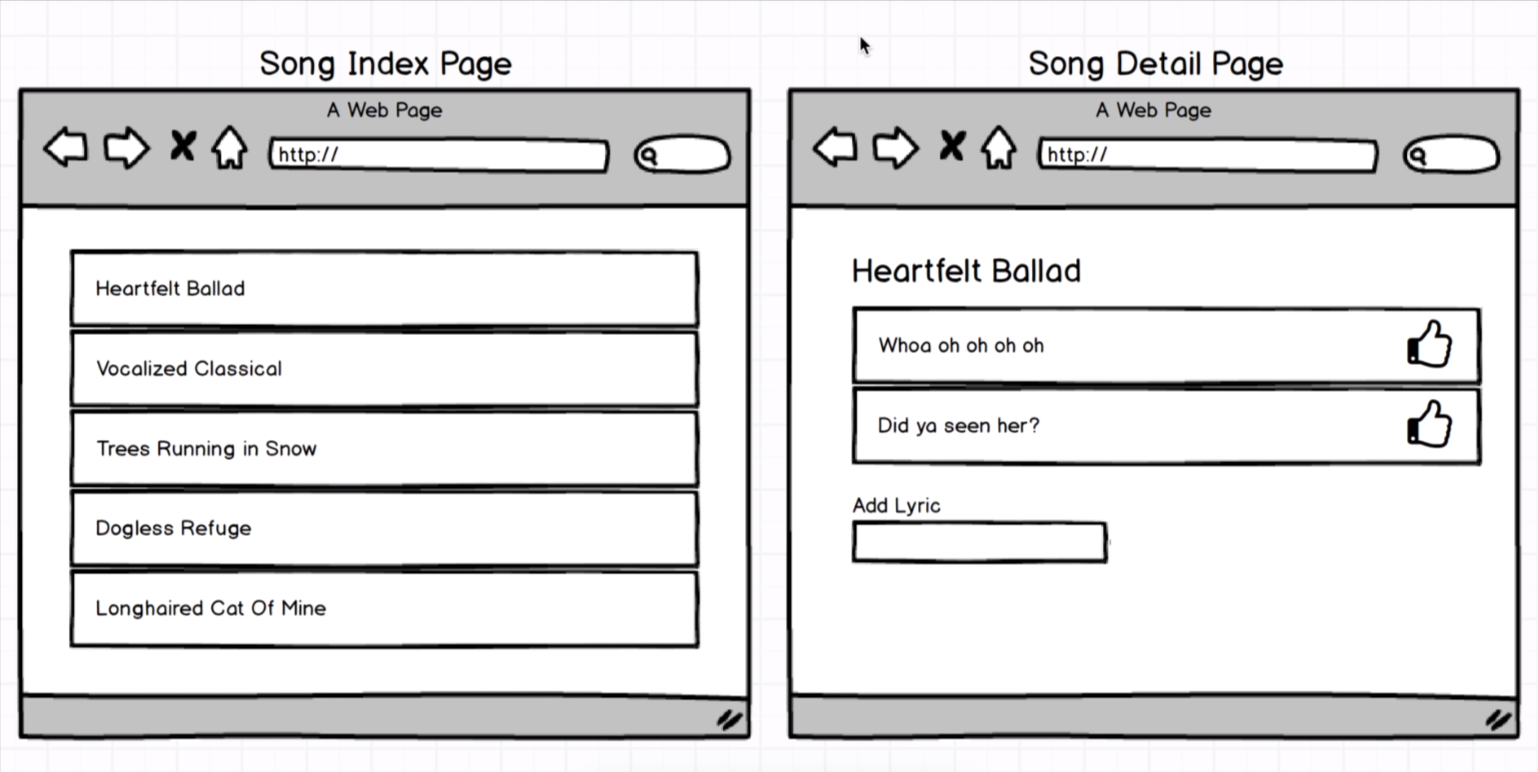 Song Index Page
A Web Page
http://
Heartfelt Ballad
Vocalized Classical
Trees Running in Snow
Dogless Refuge
Longhaired Cat Of Mine
Song Detail Page
A Web Page
http://
Heartfelt Ballad
Whoa oh oh oh oh
Did ya seen her?
Add Lyric